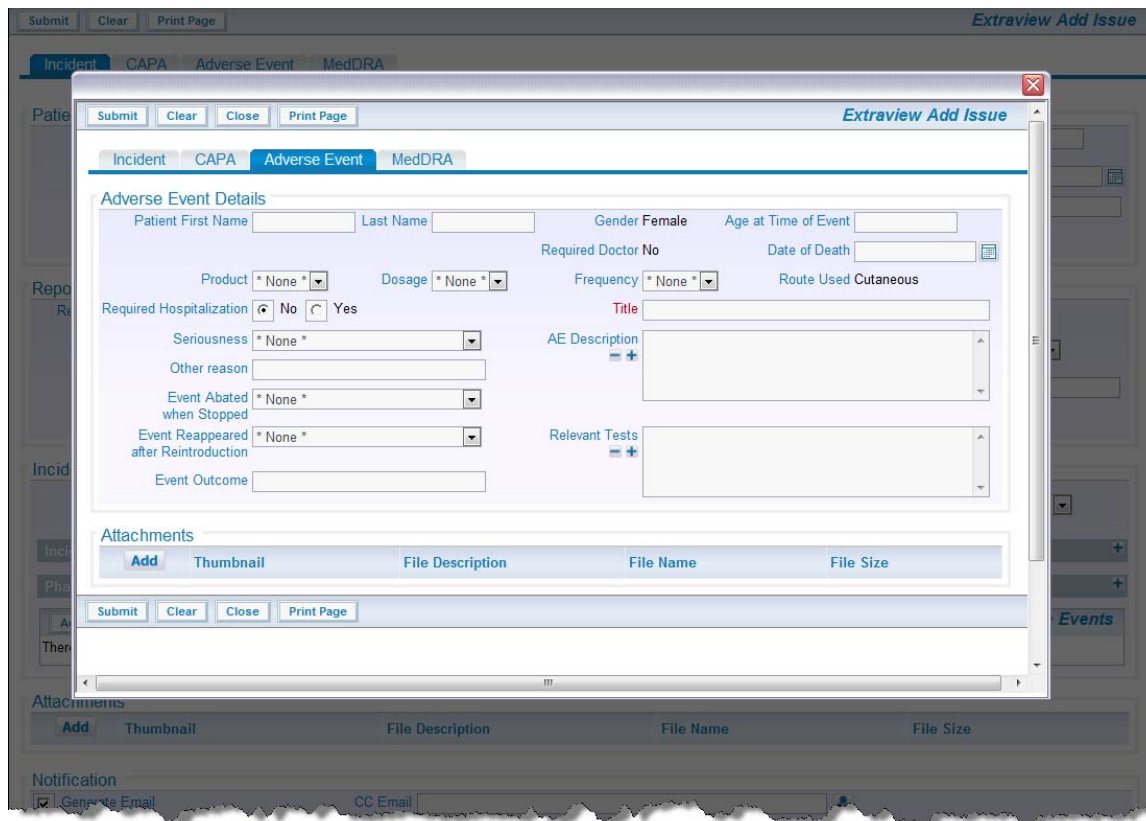 Submit Clear Print Page Extraview Add Issue
Incident CAPA Adverse Event MedDRA
Submit Clear Close Print Page Extraview Add Issue
Incident CAPA Adverse Event MedDRA
Adverse Event Details
Patient First Name Last Name Gender Female Age at Time of Event
Required Doctor No Date of Death
Product * None * Dosage * None * Frequency * None * Route Used Cutaneous
Required Hospitalization No Yes Title
Seriousness * None * AE Description
Other reason
Event Abated when Stopped * None *
Event Reappeared after Reintroduction * None * Relevant Tests
Event Outcome
Attachments
Add Thumbnail File Description File Name File Size
Submit Clear Close Print Page
Events
Attachments
Add Thumbnail File Description File Name File Size
Notification
Generate Email CC Email